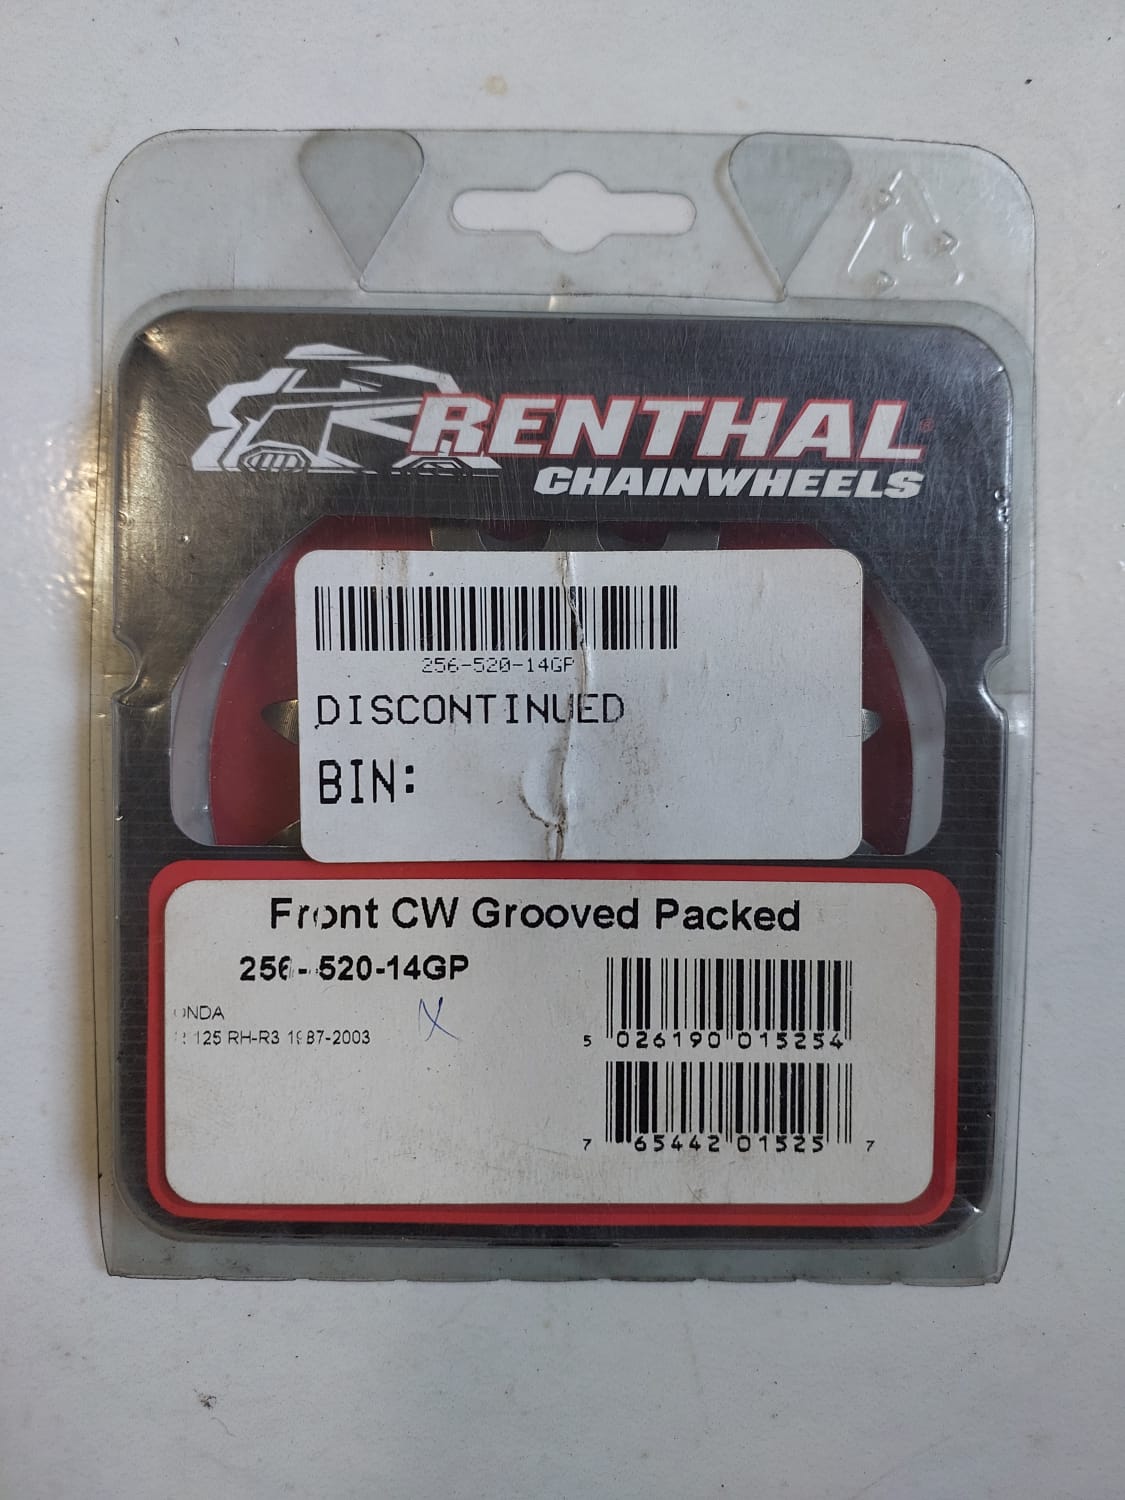 RENTHAL®
CHAINWHEELS
256-520-14GP
DISCONTINUED
BIN:
Front CW Grooved Packed
256-520-14GP
ONDA
125 RH-R3 1987-2003
5 026190 015254
7 65442 01525 7